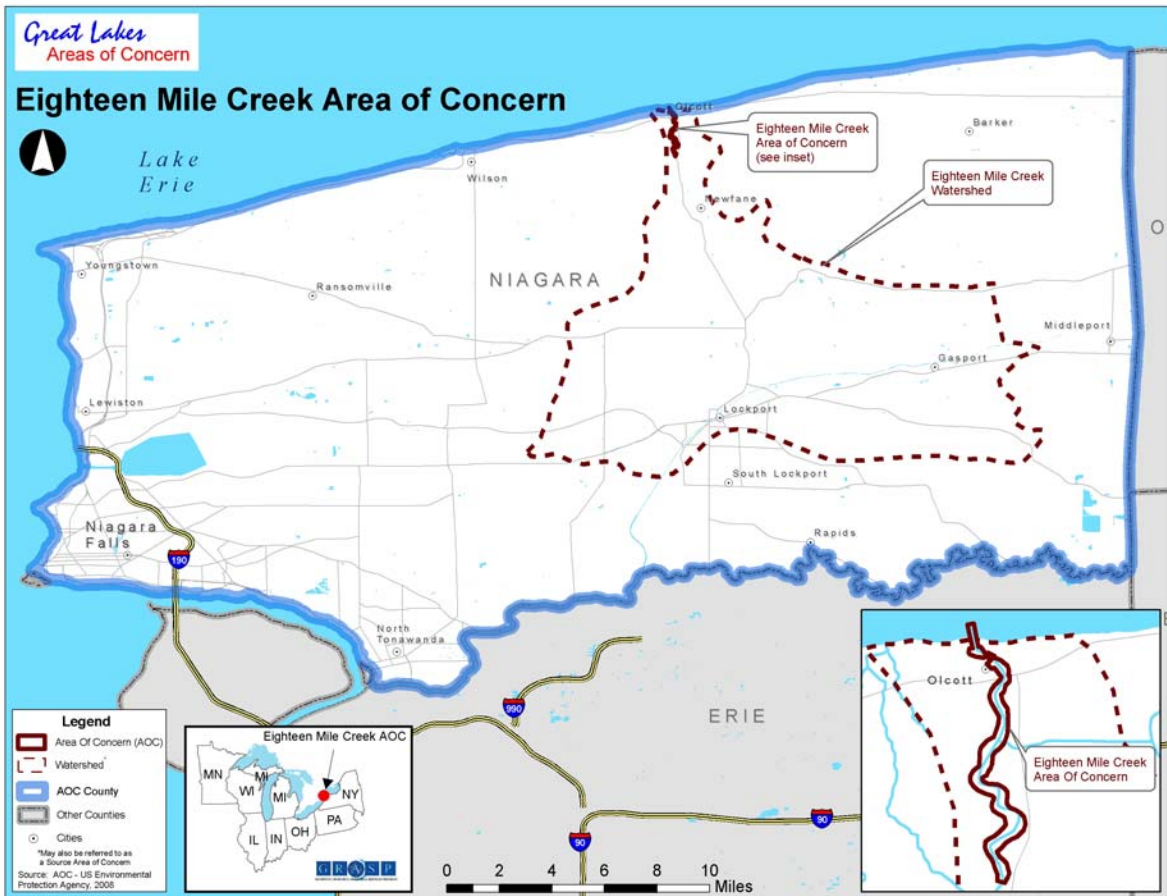 Great Lakes
Areas of Concern
Eighteen Mile Creek Area of Concern
Lake
Erie
Olcott
Eighteen Mile Creek
Area of Concern
(see inset)
Barker
Wilson
Eighteen Mile Creek
Watershed
Newfane
O
Youngstown
Ransomville
NIAGARA
Middleport
Gasport
Lewiston
Lockport
South Lockport
Niagara
Falls
190
Rapids
North
Tonawanda
990
ERIE
E
Olcott
Eighteen Mile Creek
Area Of Concern
Legend
Area Of Concern (AOC)
Watershed*
AOC County
Other Counties
Cities
*May also be referred to as
a Source Area of Concern
Source: AOC - US Environmental
Protection Agency, 2008
Eighteen Mile Creek AOC
MN
WI
MI
MI
NY
PA
IL
IN
OH
GRASP
90
90
0 2 4 6 8 10
Miles